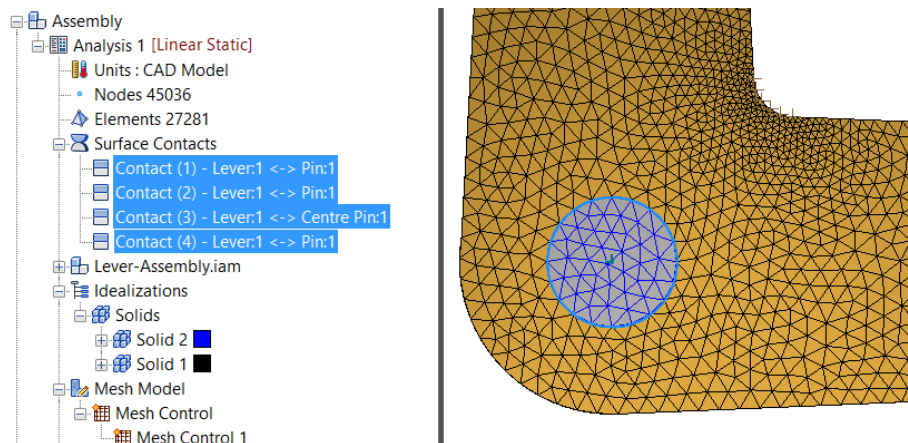 Assembly
Analysis 1 [Linear Static]
Units : CAD Model
Nodes 45036
Elements 27281
Surface Contacts
Contact (1) - Lever:1 <-> Pin:1
Contact (2) - Lever:1 <-> Pin:1
Contact (3) - Lever:1 <-> Centre Pin:1
Contact (4) - Lever:1 <-> Pin:1
Lever-Assembly.iam
Idealizations
Solids
Solid 2
Solid 1
Mesh Model
Mesh Control
Mesh Control 1